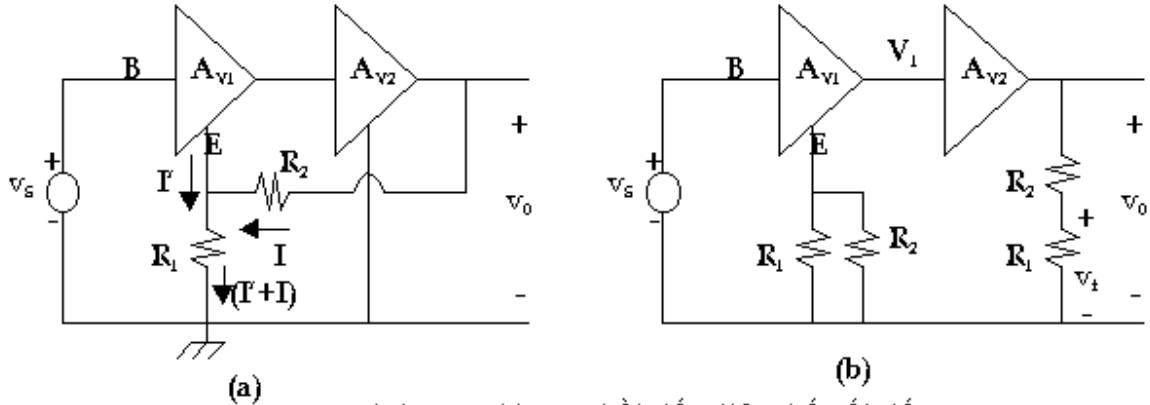 B A_v1 A_v2
E
R_2
I'
+
v_s
-
R_1
I
(I'+I)
+
v_0
-
(a)
B A_v1 V_1 A_v2
E
+
v_s
-
R_1 R_2
R_2
+
R_1
v_f
-
+
v_0
-
(b)